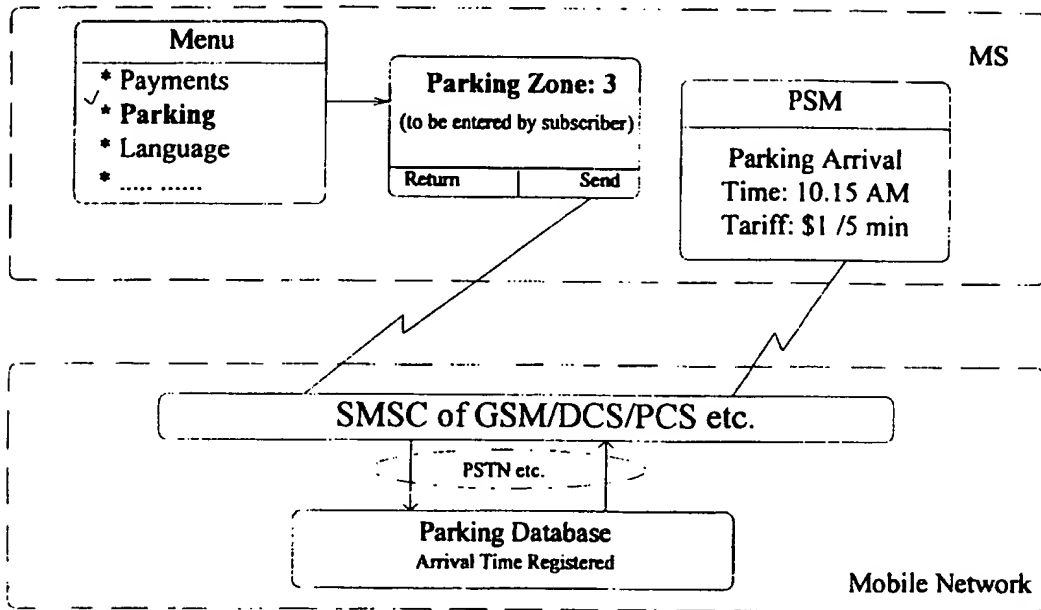 Menu
* Payments
* Parking
* Language
* ..... ......
Parking Zone: 3
(to be entered by subscriber)
Return Send
MS
PSM
Parking Arrival
Time: 10.15 AM
Tariff: $1 /5 min
SMSC of GSM/DCS/PCS etc.
PSTN etc.
Parking Database
Arrival Time Registered
Mobile Network